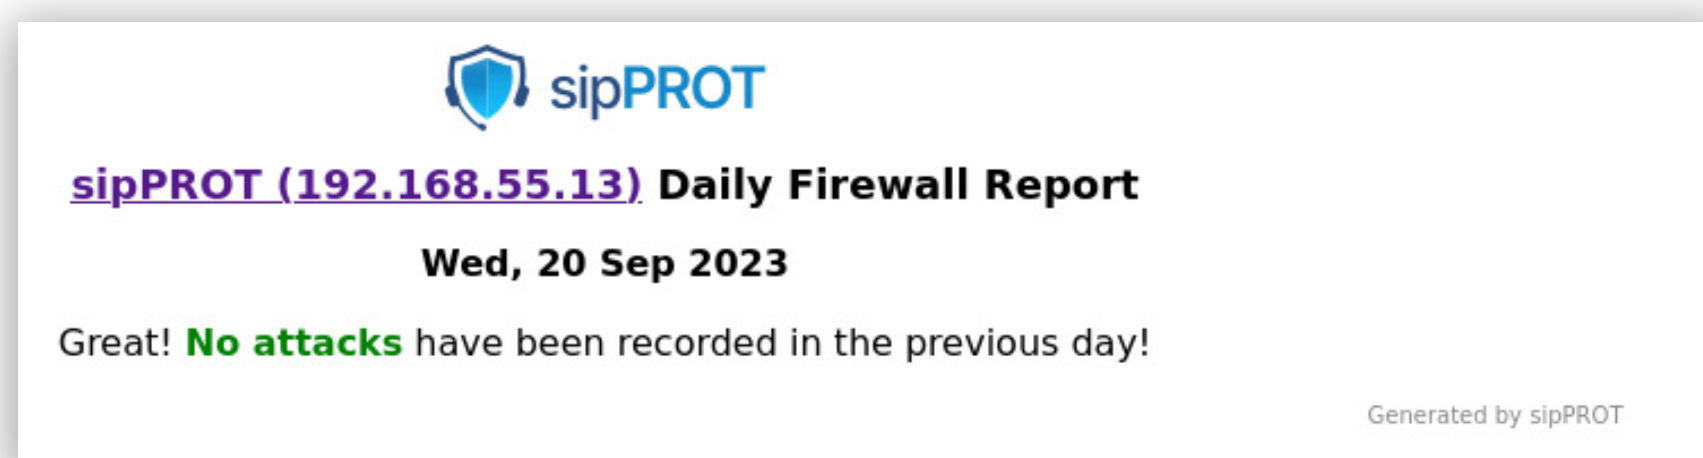 sipPROT
sipPROT (192.168.55.13) Daily Firewall Report
Wed, 20 Sep 2023
Great! No attacks have been recorded in the previous day!
Generated by sipPROT